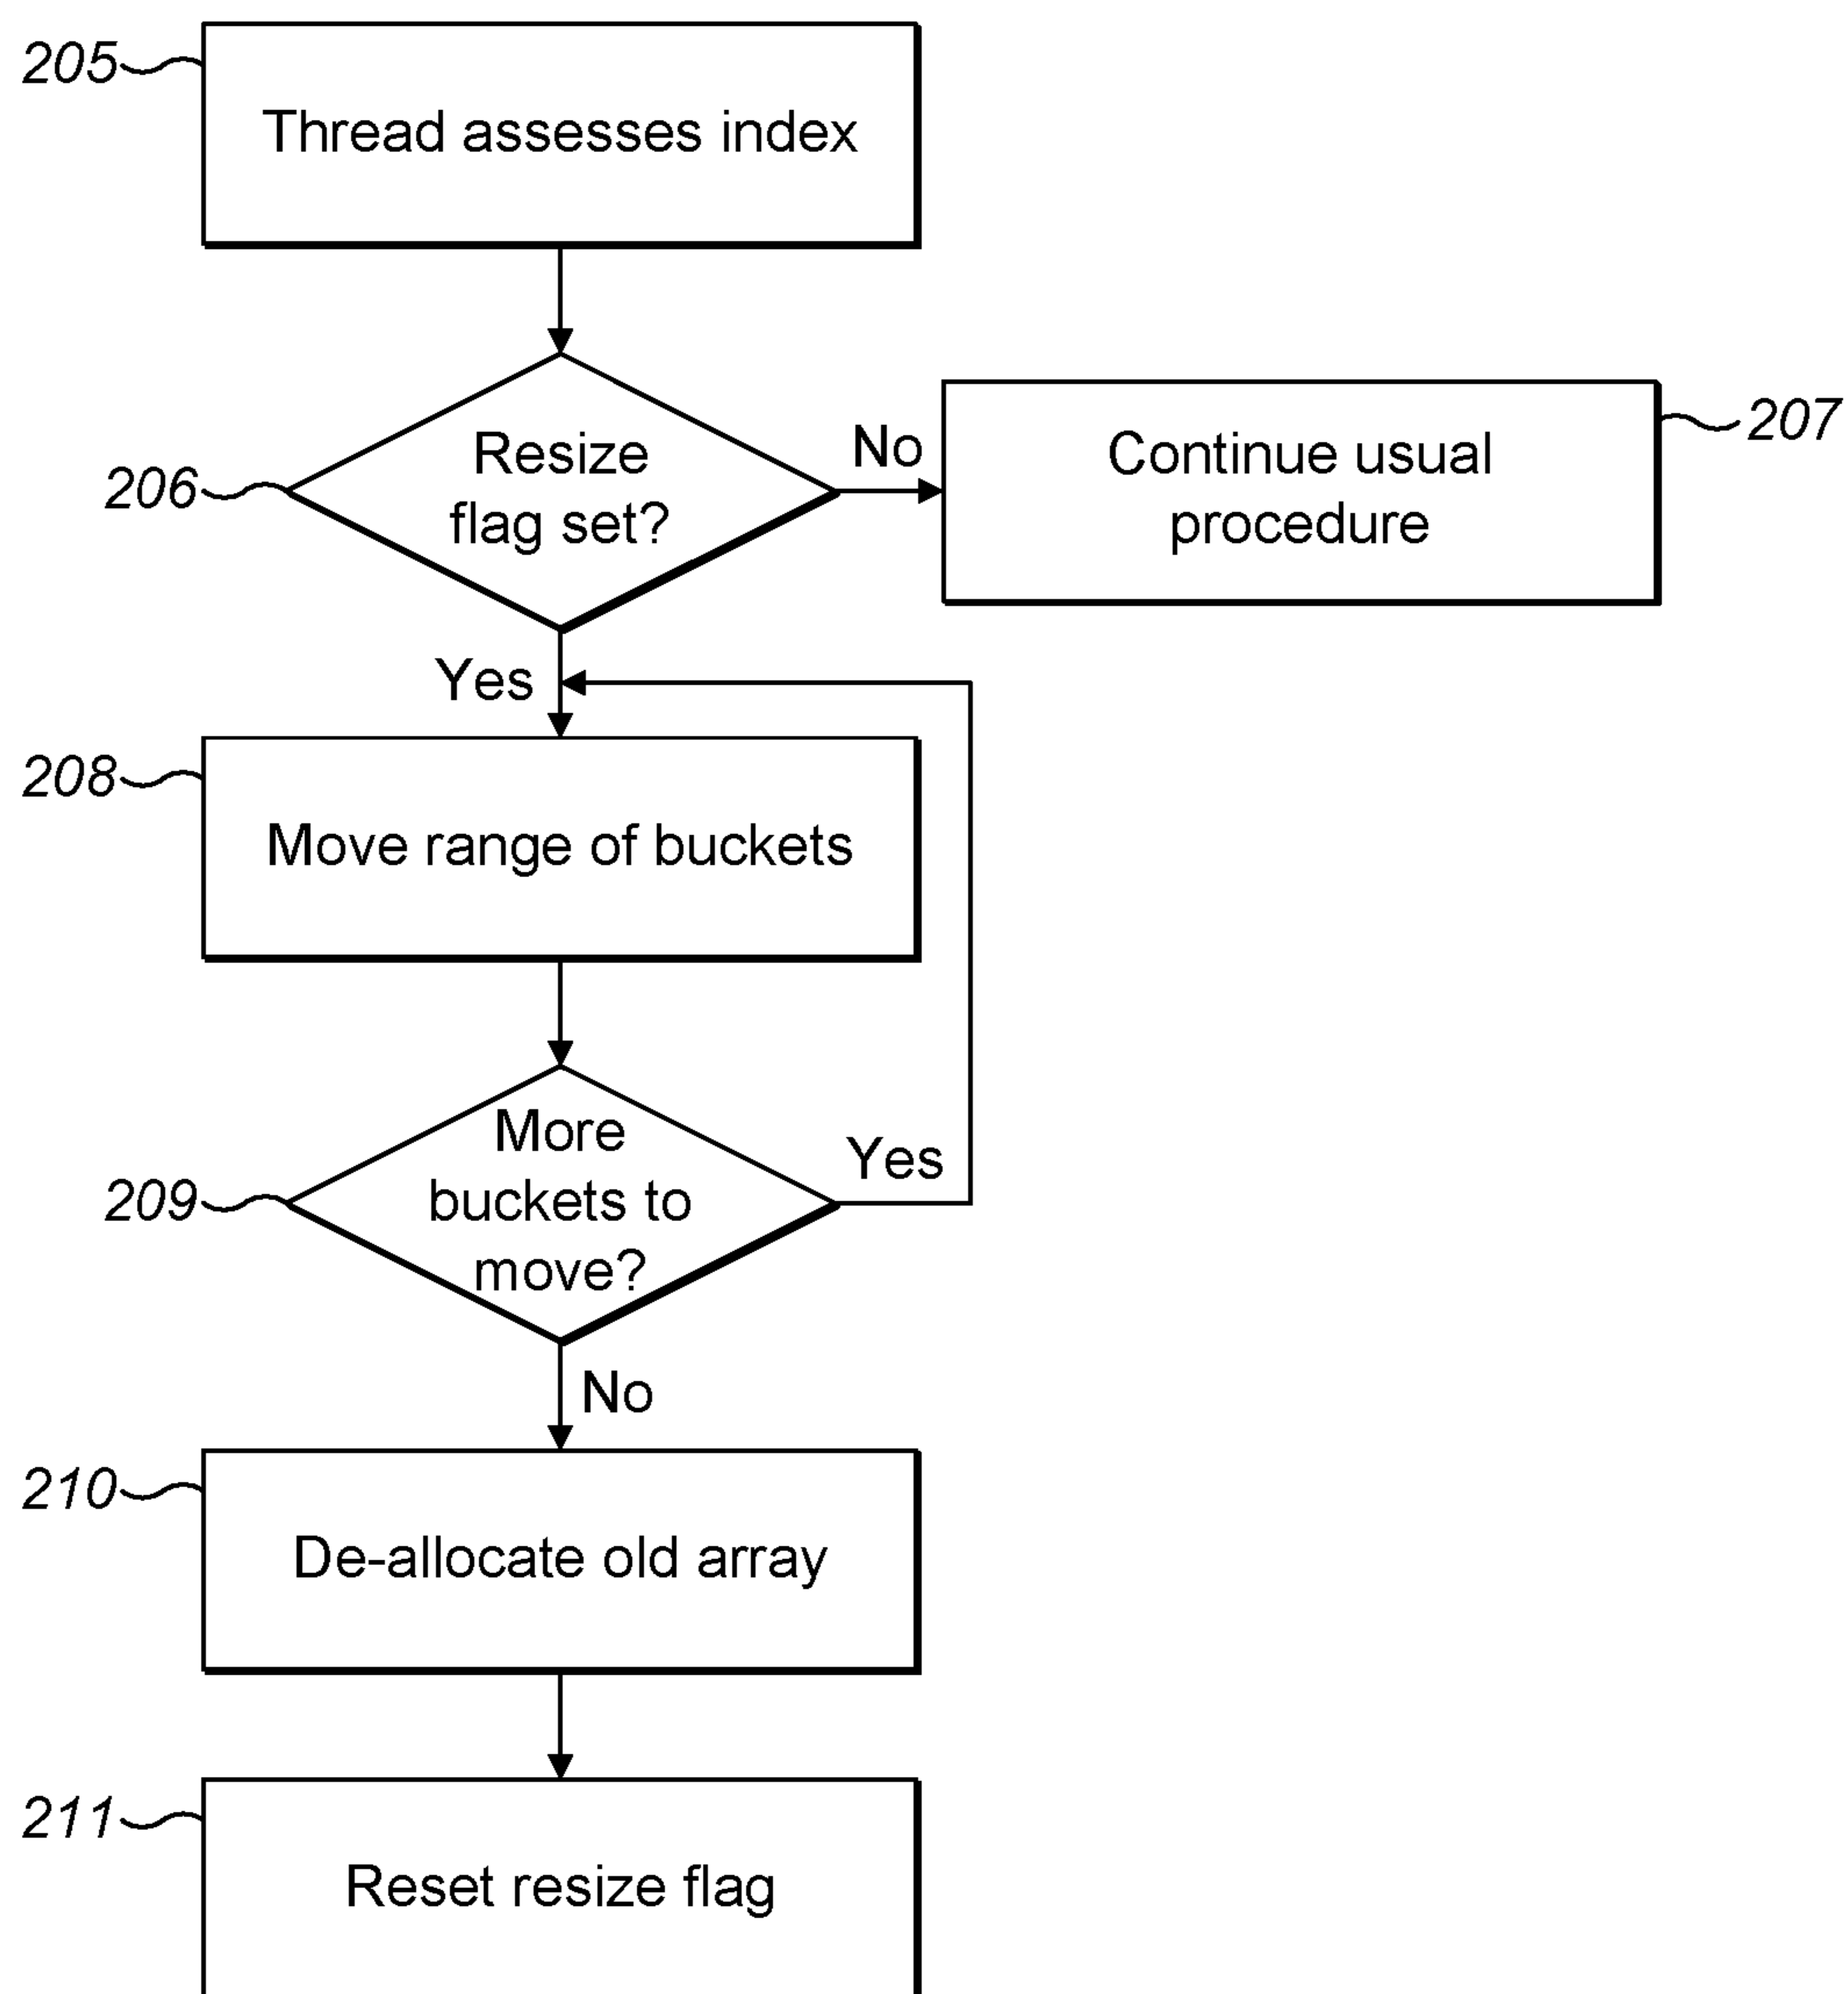 205
Thread assesses index
206
Resize
flag set?
No
Continue usual
procedure
207
Yes
208
Move range of buckets
209
More
buckets to
move?
Yes
No
210
De-allocate old array
211
Reset resize flag